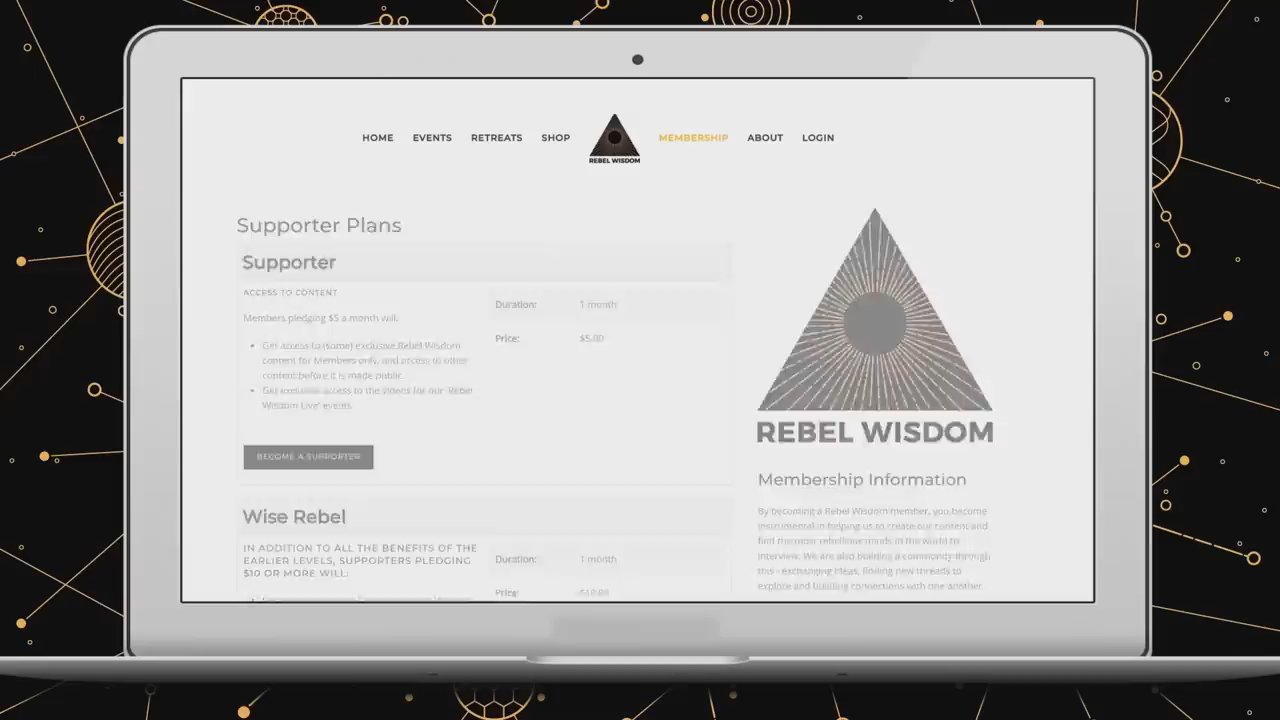 HOME EVENTS RETREATS SHOP REBEL WISDOM MEMBERSHIP ABOUT LOGIN
Supporter Plans
Supporter
ACCESS TO CONTENT
Members pledging $5 a month will:
Duration: 1 month
Price: $5.00
• Get access to (some) exclusive Rebel Wisdom
content for Members only, and access to other
content before it is made public.
• Get exclusive access to the videos for our 'Rebel
Wisdom Live' events.
BECOME A SUPPORTER
Wise Rebel
IN ADDITION TO ALL THE BENEFITS OF THE
EARLIER LEVELS, SUPPORTERS PLEDGING
$10 OR MORE WILL:
Duration: 1 month
Price:
REBEL WISDOM
Membership Information
By becoming a Rebel Wisdom member, you become
instrumental in helping us to create our content and
find the most rebellious minds in the world to
interview. We are also building a community through
this - exchanging ideas, finding new threads to
explore and building connections with one another.